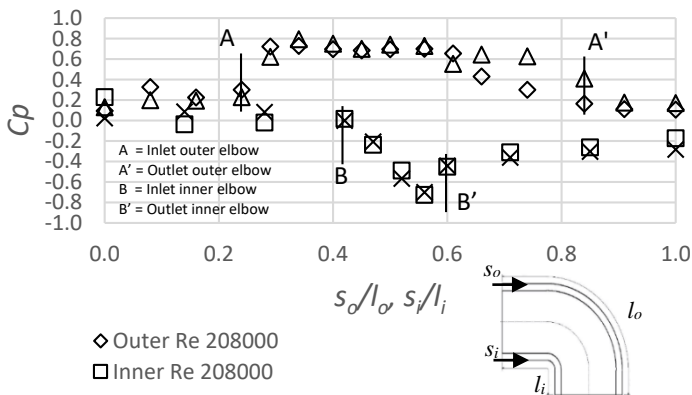 1.0
0.8
0.6
0.4
0.2
0.0
-0.2
-0.4
-0.6
-0.8
-1.0
Cp
A
A'
B
B'
A = Inlet outer elbow
A’ = Outlet outer elbow
B = Inlet inner elbow
B’ = Outlet inner elbow
0.0 0.2 0.4 0.6 0.8 1.0
so/lo, si/li
Outer Re 208000
Inner Re 208000
so
lo
si
li